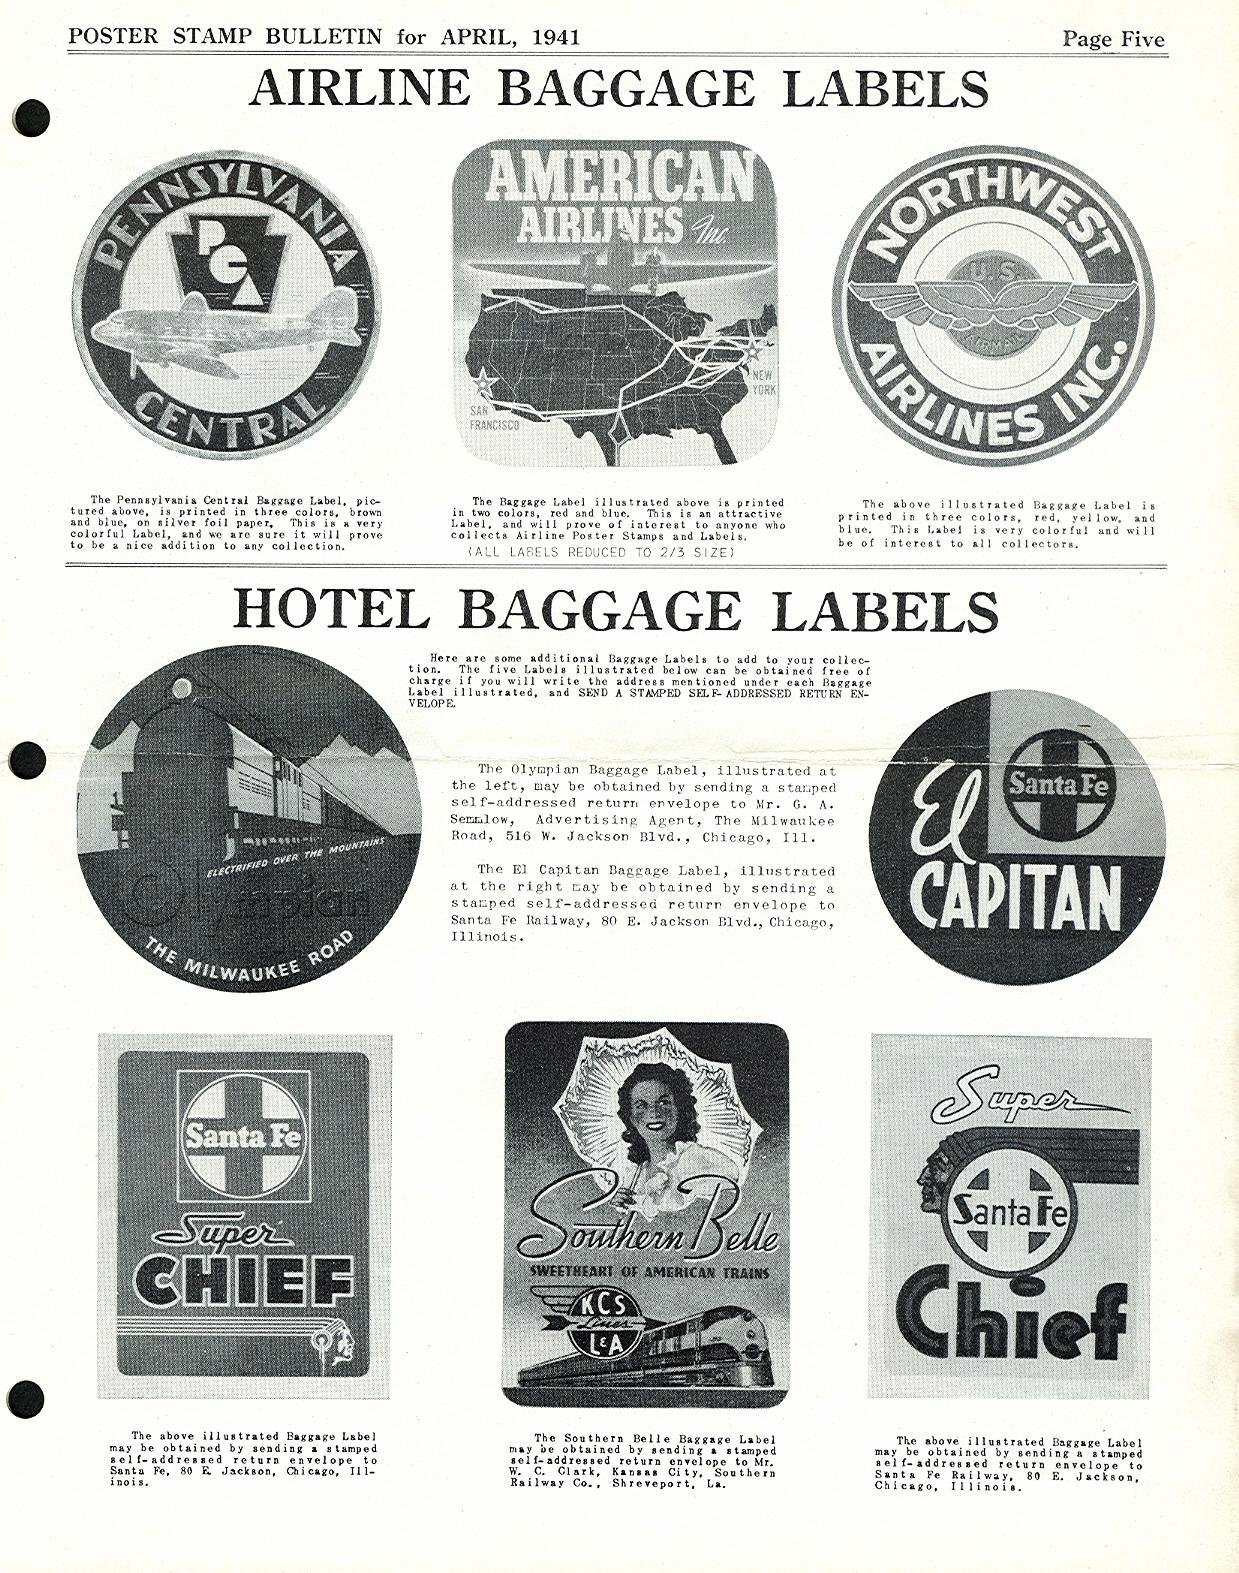 POSTER STAMP BULLETIN for APRIL, 1941
Page Five
AIRLINE BAGGAGE LABELS
PENNSYLVANIA
PCA
CENTRAL
AMERICAN
AIRLINES Inc.
NEW
YORK
SAN
FRANCISCO
NORTHWEST
U.S.
AIRMAIL
AIRLINES INC.
The Pennsylvania Central Baggage Label, pic-
tured above, is printed in three colors, brown
and blue, on silver foil paper. This is a very
colorful Label, and we are sure it will prove
to be a nice addition to any collection.
The Baggage Label illustrated above is printed
in two colors, red and blue. This is an attractive
Label, and will prove of interest to anyone who
collects Airline Poster Stamps and Labels.
(ALL LABELS REDUCED TO 2/3 SIZE)
The above illustrated Baggage Label is
printed in three colors, red, yellow, and
blue. This Label is very colorful and will
be of interest to all collectors.
HOTEL BAGGAGE LABELS
Here are some additional Baggage Labels to add to your collec-
tion. The five Labels illustrated below can be obtained free of
charge if you will write the address mentioned under each Baggage
Label illustrated, and SEND A STAMPED SELF-ADDRESSED RETURN EN-
VELOPE.
ELECTRIFIED OVER THE MOUNTAINS
Olympian
THE MILWAUKEE ROAD
The Olympian Baggage Label, illustrated at
the left, may be obtained by sending a stamped
self-addressed return envelope to Mr. G. A.
Semmlow, Advertising Agent, The Milwaukee
Road, 516 W. Jackson Blvd., Chicago, Ill.
The El Capitan Baggage Label, illustrated
at the right may be obtained by sending a
stamped self-addressed return envelope to
Santa Fe Railway, 80 E. Jackson Blvd., Chicago,
Illinois.
Santa Fe
El
CAPITAN
Santa Fe
Super
CHIEF
Southern Belle
SWEETHEART OF AMERICAN TRAINS
KCS
Lines
L&A
Super
Santa Fe
Chief
The above illustrated Baggage Label
may be obtained by sending a stamped
self-addressed return envelope to
Santa Fe, 80 E. Jackson, Chicago, Ill-
inois.
The Southern Belle Baggage Label
may be obtained by sending a stamped
self-addressed return envelope to Mr.
W. C. Clark, Kansas City, Southern
Railway Co., Shreveport, La.
The above illustrated Baggage Label
may be obtained by sending a stamped
self-addressed return envelope to
Santa Fe Railway, 80 E. Jackson,
Chicago, Illinois.